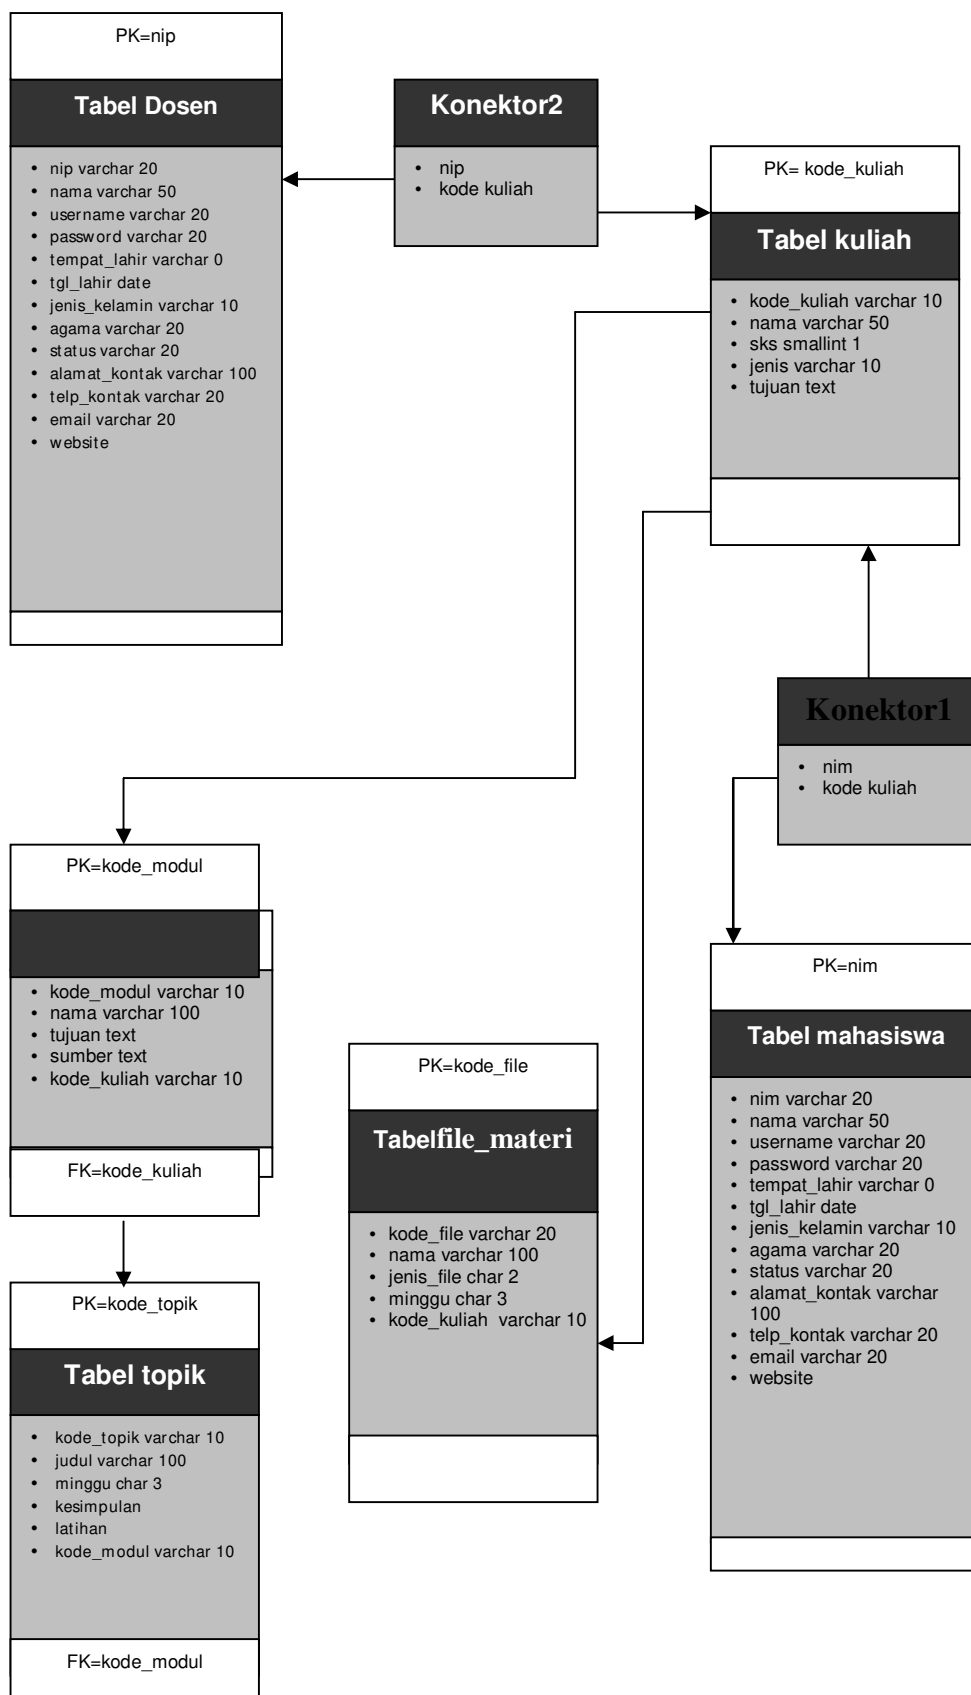 PK=nip
Tabel Dosen
• nip varchar 20
• nama varchar 50
• username varchar 20
• password varchar 20
• tempat_lahir varchar 0
• tgl_lahir date
• jenis_kelamin varchar 10
• agama varchar 20
• status varchar 20
• alamat_kontak varchar 100
• telp_kontak varchar 20
• email varchar 20
• website
Konektor2
• nip
• kode kuliah
PK= kode_kuliah
Tabel kuliah
• kode_kuliah varchar 10
• nama varchar 50
• sks smallint 1
• jenis varchar 10
• tujuan text
Konektor1
• nim
• kode kuliah
PK=kode_modul
• kode_modul varchar 10
• nama varchar 100
• tujuan text
• sumber text
• kode_kuliah varchar 10
FK=kode_kuliah
PK=kode_file
Tabelfile_materi
• kode_file varchar 20
• nama varchar 100
• jenis_file char 2
• minggu char 3
• kode_kuliah varchar 10
PK=nim
Tabel mahasiswa
• nim varchar 20
• nama varchar 50
• username varchar 20
• password varchar 20
• tempat_lahir varchar 0
• tgl_lahir date
• jenis_kelamin varchar 10
• agama varchar 20
• status varchar 20
• alamat_kontak varchar
100
• telp_kontak varchar 20
• email varchar 20
• website
PK=kode_topik
Tabel topik
• kode_topik varchar 10
• judul varchar 100
• minggu char 3
• kesimpulan
• latihan
• kode_modul varchar 10
FK=kode_modul